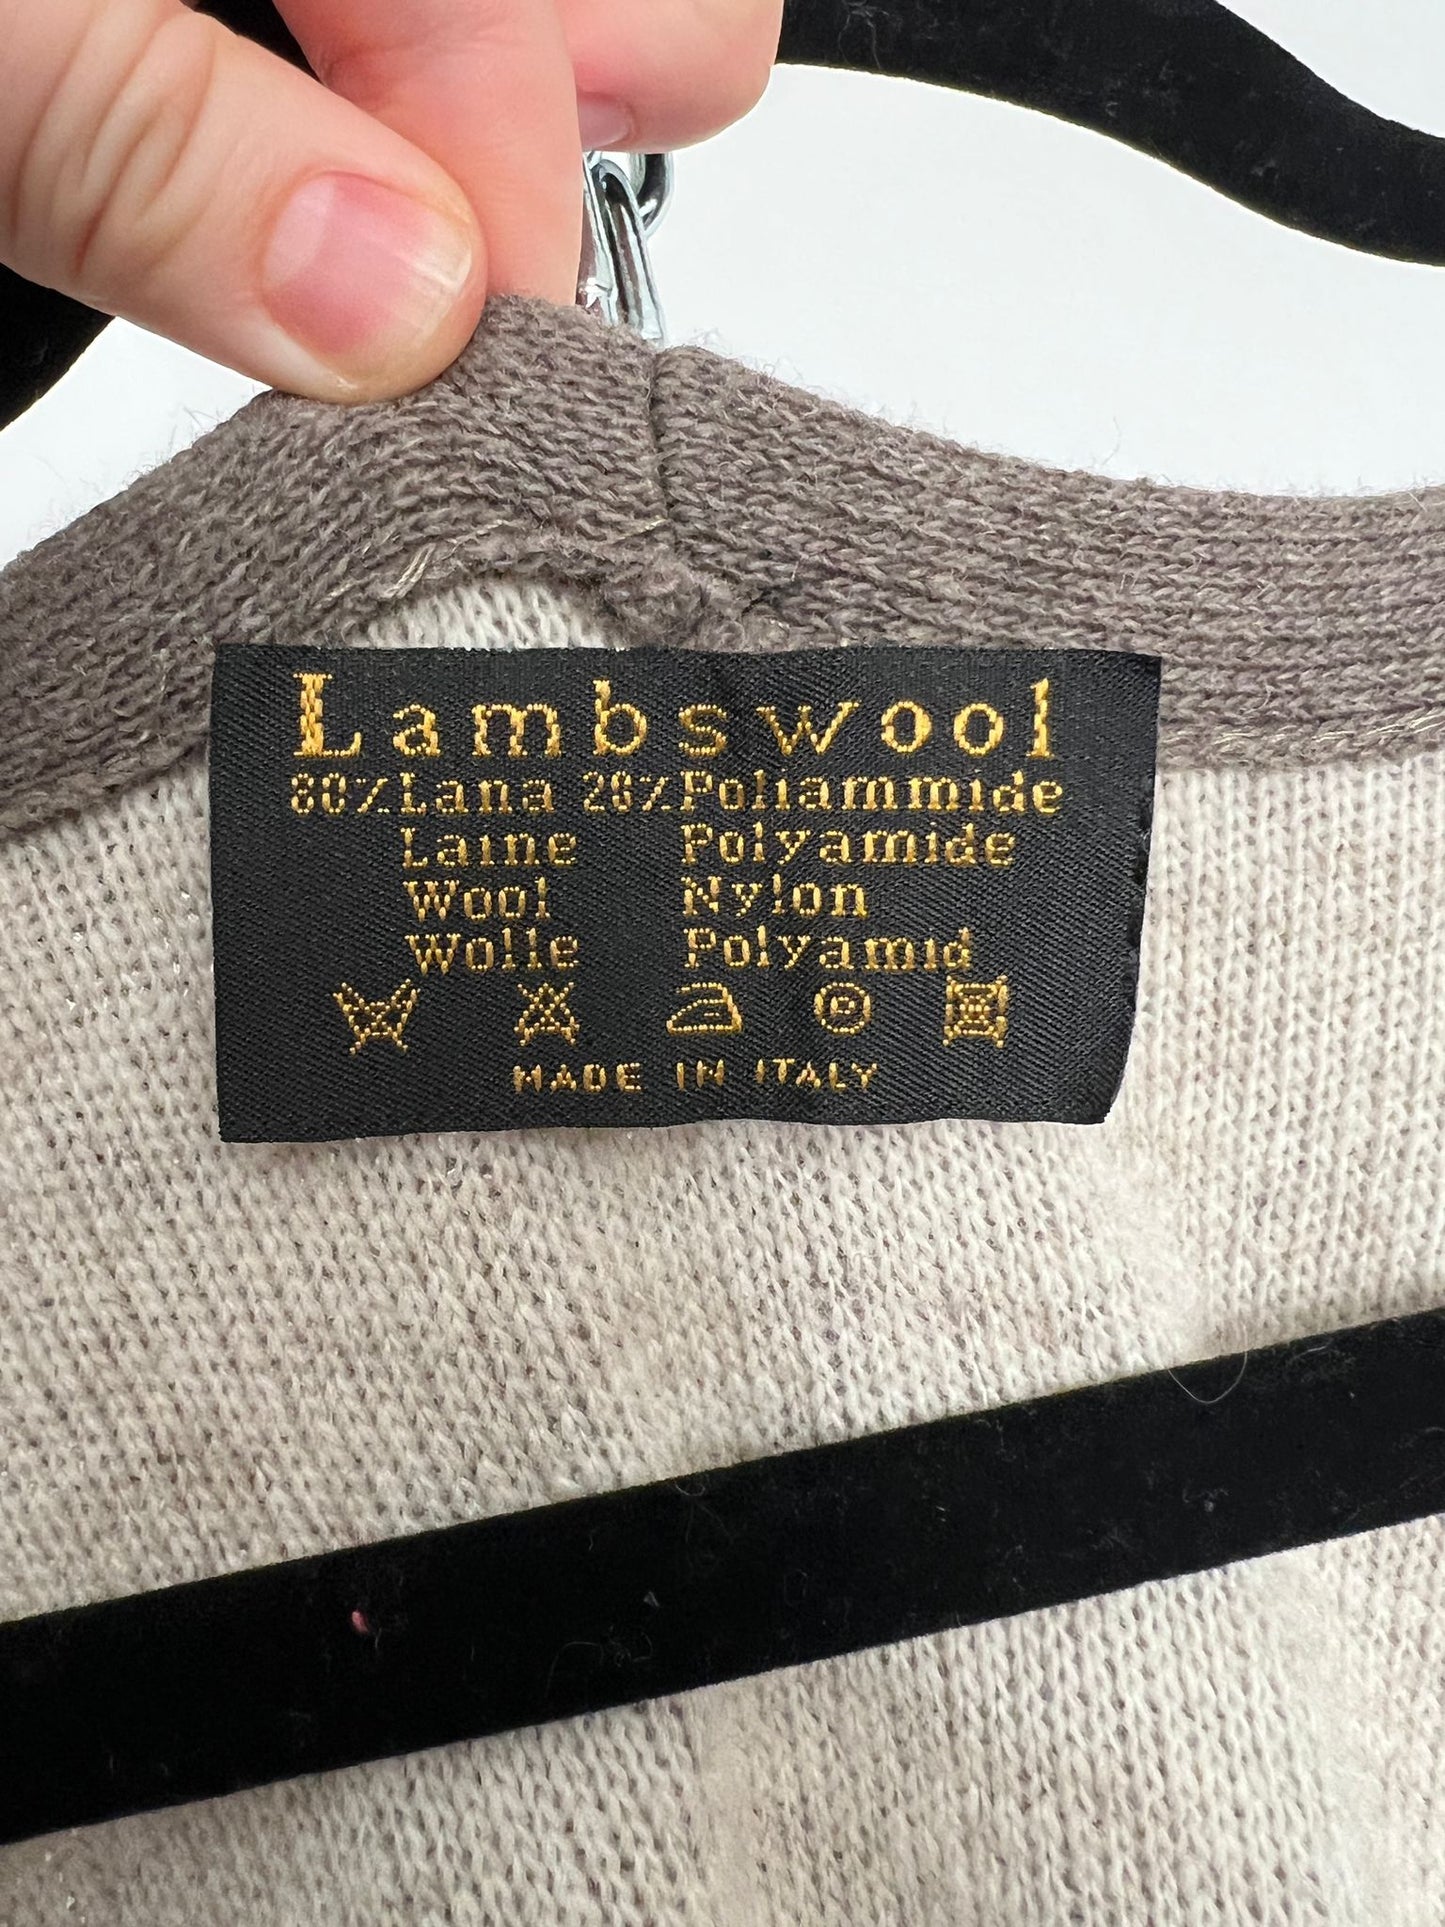 Lambswool
80% Lana 20% Poliammide
Laine Polyamide
Wool Nylon
Wolle Polyamid
P
MADE IN ITALY